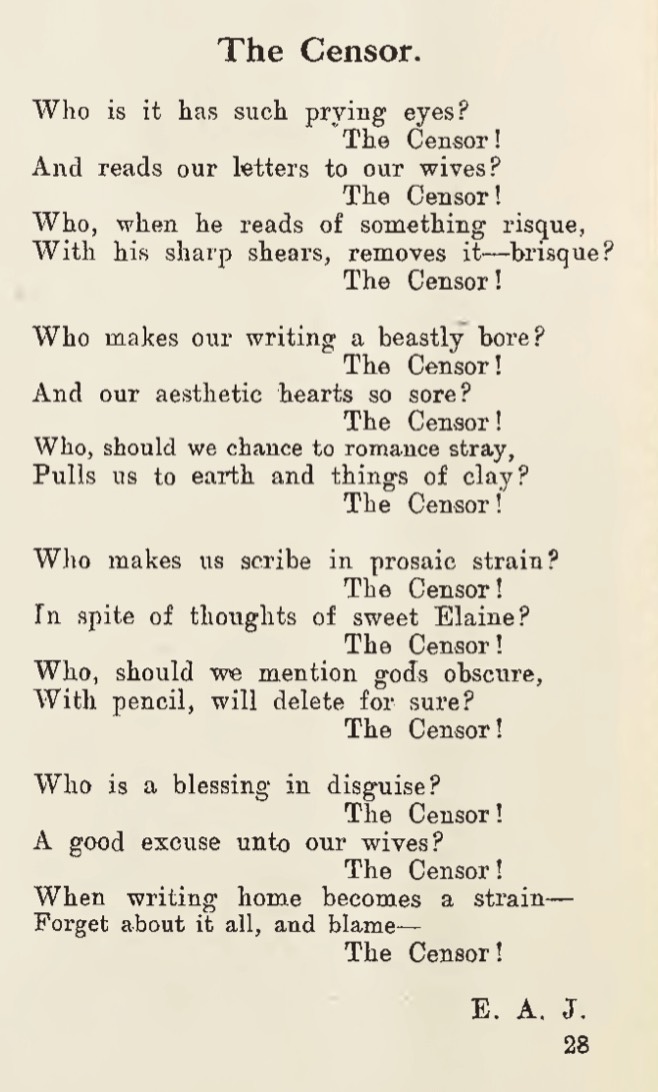 The Censor.
Who is it has such prying eyes?
The Censor!
And reads our letters to our wives?
The Censor!
Who, when he reads of something risque,
With his sharp shears, removes it—brisque?
The Censor!
Who makes our writing a beastly bore?
The Censor!
And our aesthetic hearts so sore?
The Censor!
Who, should we chance to romance stray,
Pulls us to earth and things of clay?
The Censor!
Who makes us scribe in prosaic strain?
The Censor!
In spite of thoughts of sweet Elaine?
The Censor!
Who, should we mention gods obscure,
With pencil, will delete for sure?
The Censor!
Who is a blessing in disguise?
The Censor!
A good excuse unto our wives?
The Censor!
When writing home becomes a strain—
Forget about it all, and blame—
The Censor!
E. A. J.
28